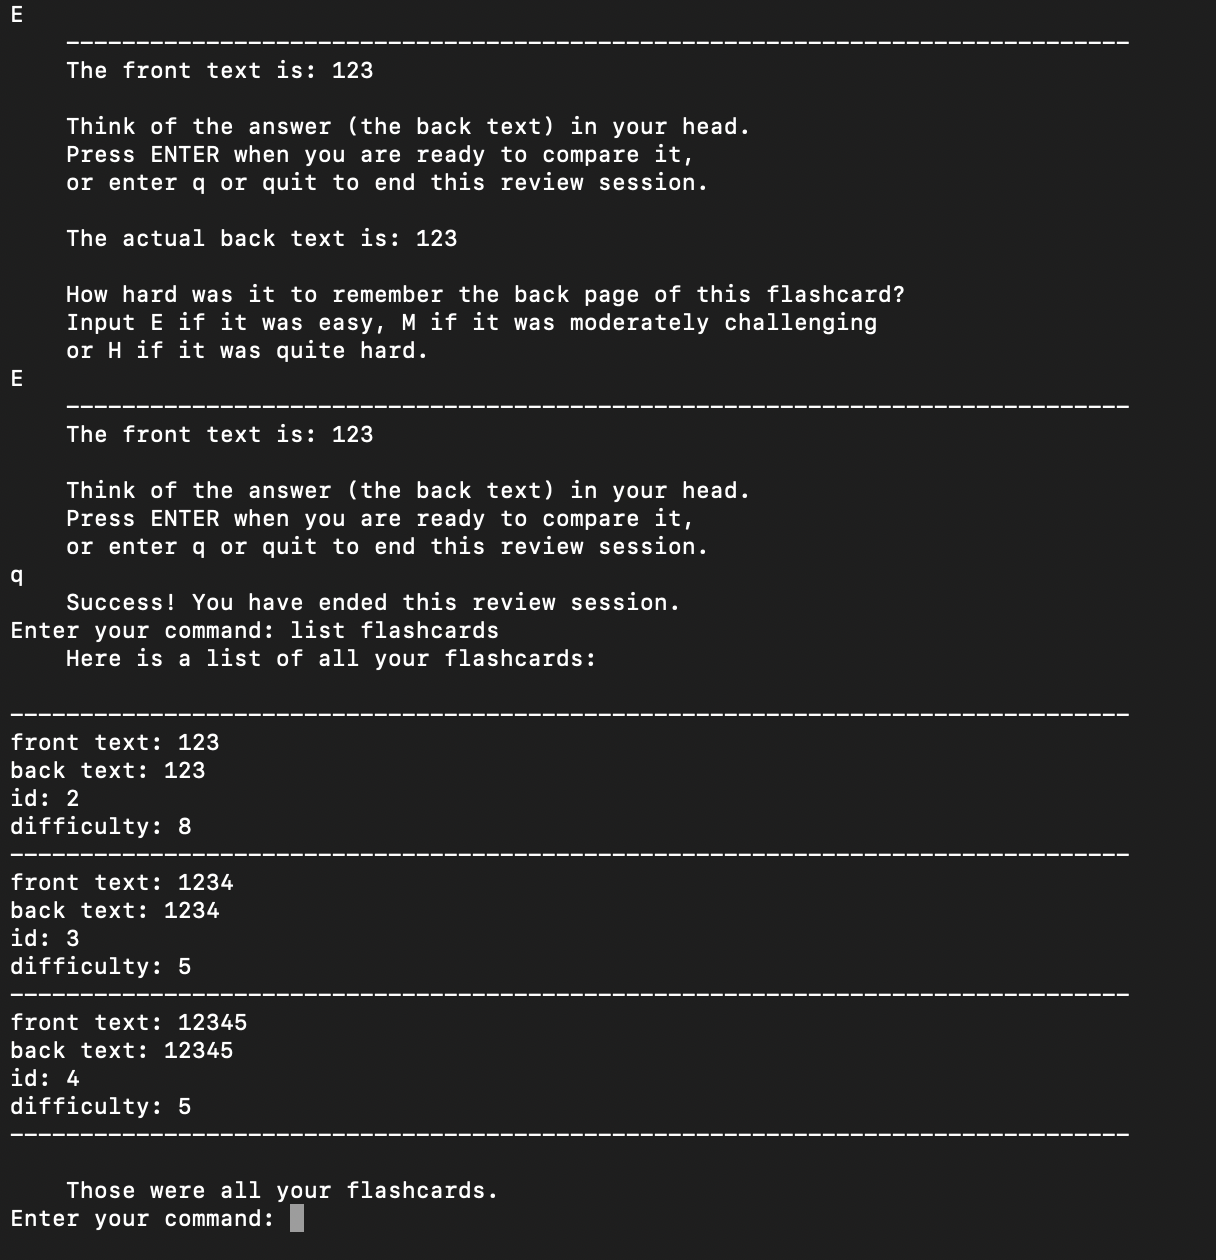 E
    ----------------------------------------------------------------------------
    The front text is: 123

    Think of the answer (the back text) in your head.
    Press ENTER when you are ready to compare it,
    or enter q or quit to end this review session.

    The actual back text is: 123

    How hard was it to remember the back page of this flashcard?
    Input E if it was easy, M if it was moderately challenging
    or H if it was quite hard.
E
    ----------------------------------------------------------------------------
    The front text is: 123

    Think of the answer (the back text) in your head.
    Press ENTER when you are ready to compare it,
    or enter q or quit to end this review session.
q
    Success! You have ended this review session.
Enter your command: list flashcards
    Here is a list of all your flashcards:

--------------------------------------------------------------------------------
front text: 123
back text: 123
id: 2
difficulty: 8
--------------------------------------------------------------------------------
front text: 1234
back text: 1234
id: 3
difficulty: 5
--------------------------------------------------------------------------------
front text: 12345
back text: 12345
id: 4
difficulty: 5
--------------------------------------------------------------------------------

    Those were all your flashcards.
Enter your command: